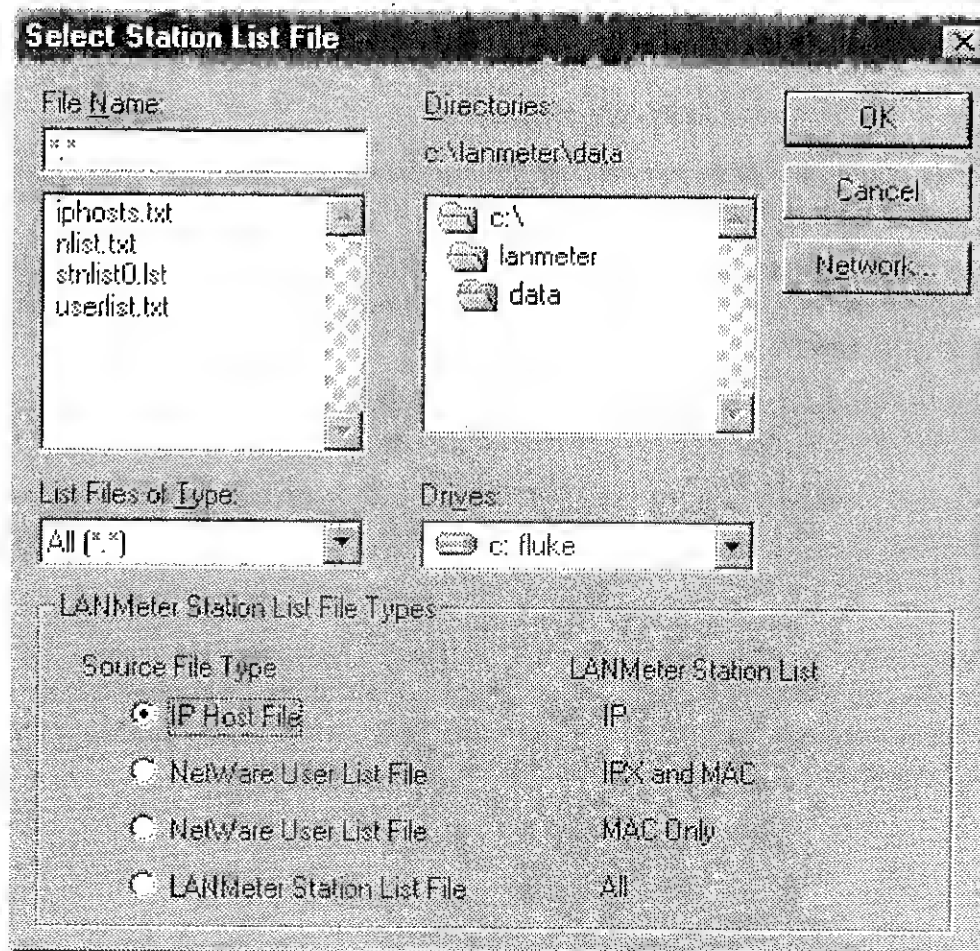 Select Station List File
File Name:
*.*
iphosts.txt
nlist.txt
stnlist0.lst
userlist.txt
List Files of Type:
All (*.*)
Directories:
c:\lanmeter\data
c:\
lanmeter
data
Drives:
c: fluke
OK
Cancel
Network...
LANMeter Station List File Types
Source File Type LANMeter Station List
IP Host File IP
NetWare User List File IPX and MAC
NetWare User List File MAC Only
LANMeter Station List File All